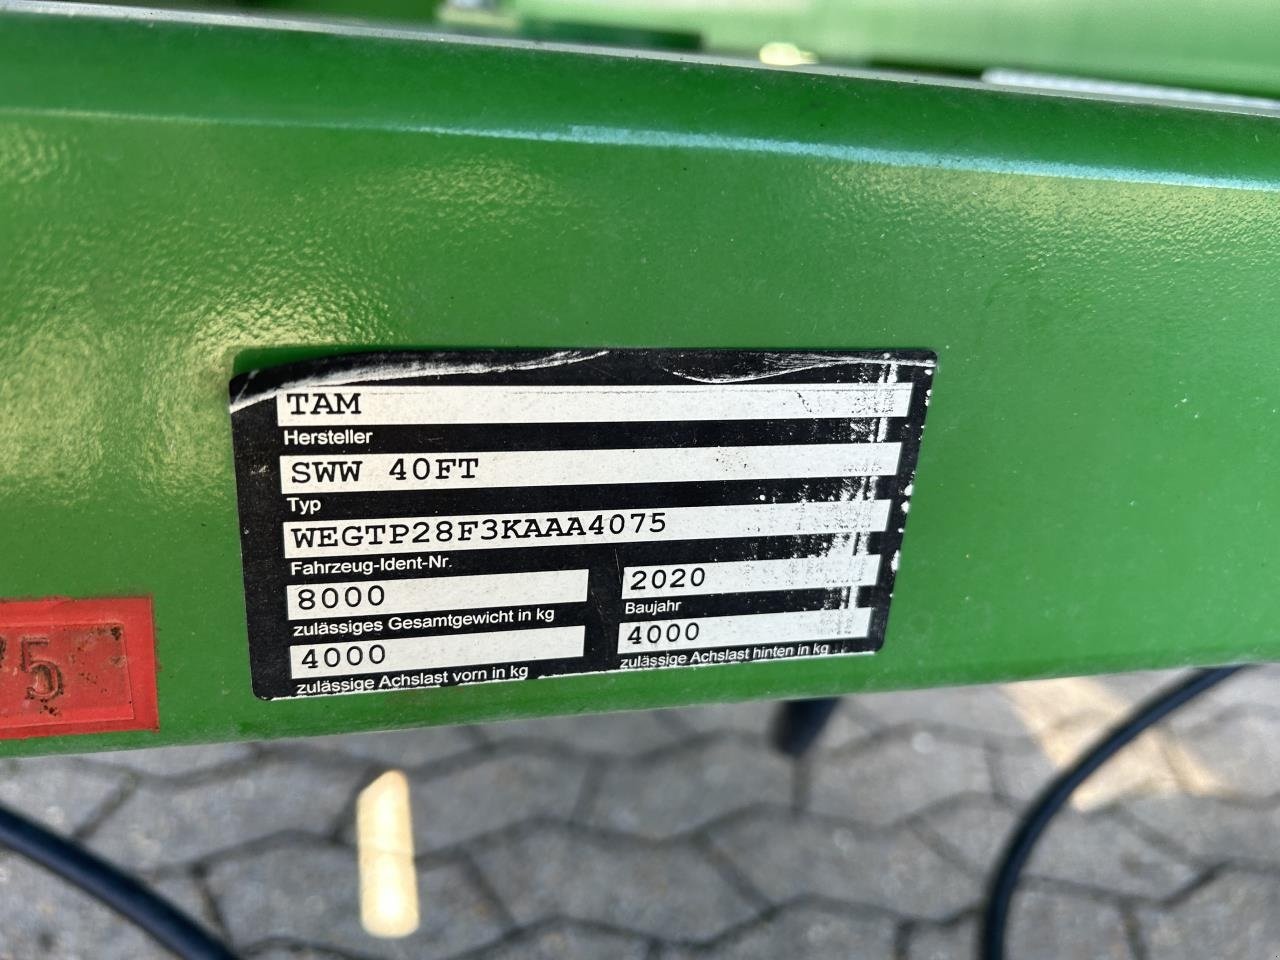 TAM
Hersteller
SWW 40FT
Typ
WEGTP28F3KAAA4075
Fahrzeug-Ident-Nr.
8000 2020
zulässiges Gesamtgewicht in kg Baujahr
4000 4000
zulässige Achslast vorn in kg zulässige Achslast hinten in kg
75